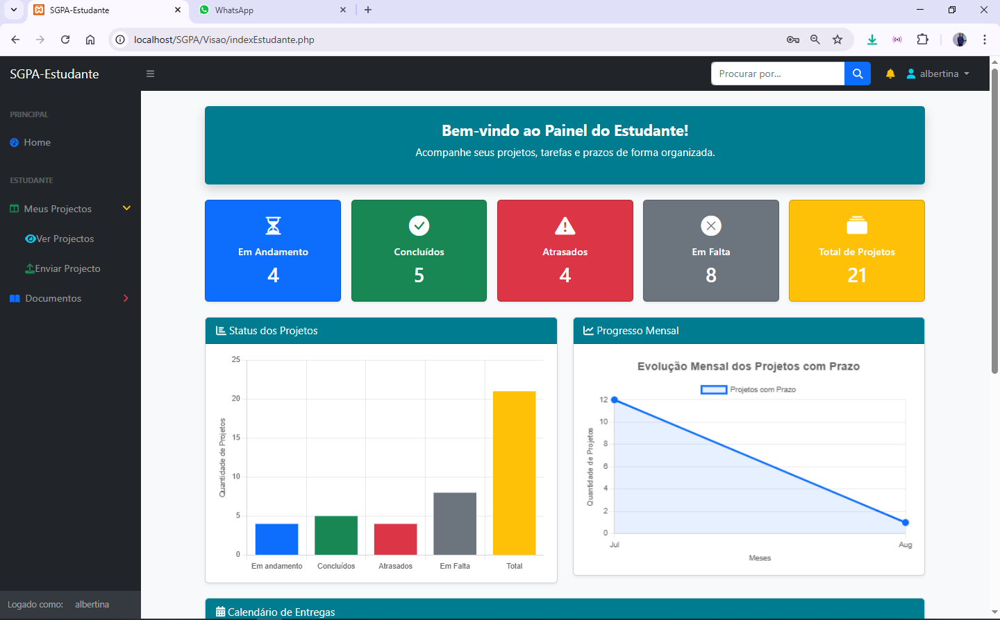 SGPA-Estudante
WhatsApp
localhost/SGPA/Visao/indexEstudante.php
SGPA-Estudante
Procurar por...
albertina
PRINCIPAL
Home
ESTUDANTE
Meus Projectos
Ver Projectos
Enviar Projecto
Documentos
Logado como: albertina
Bem-vindo ao Painel do Estudante!
Acompanhe seus projetos, tarefas e prazos de forma organizada.
Em Andamento
4
Concluídos
5
Atrasados
4
Em Falta
8
Total de Projetos
21
Status dos Projetos
25
20
15
10
5
0
Quantidade de Projetos
Em andamento
Concluídos
Atrasados
Em Falta
Total
Progresso Mensal
Evolução Mensal dos Projetos com Prazo
Projetos com Prazo
12
10
8
6
4
2
0
Quantidade de Projetos
Jul
Aug
Meses
Calendário de Entregas